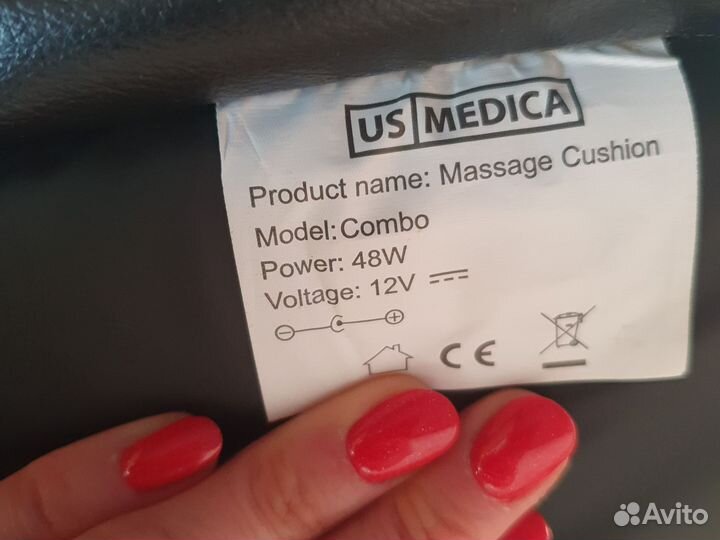 US MEDICA
Product name: Massage Cushion
Model: Combo
Power: 48W
Voltage: 12V
CE
Avito